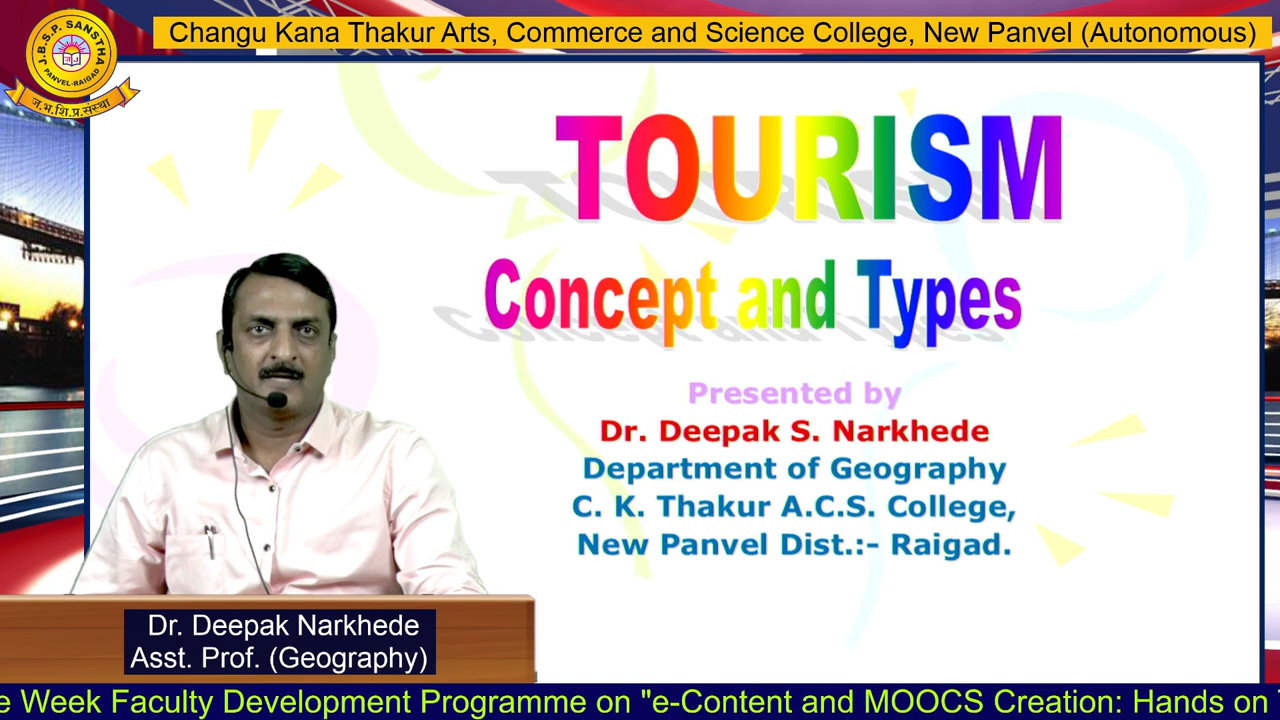 J.B.S.P. SANSTHA
PANVEL-RAIGAD
ज.भ.शि.प्र.संस्था
Changu Kana Thakur Arts, Commerce and Science College, New Panvel (Autonomous)
TOURISM
Concept and Types
Presented by
Dr. Deepak S. Narkhede
Department of Geography
C. K. Thakur A.C.S. College,
New Panvel Dist.:- Raigad.
Dr. Deepak Narkhede
Asst. Prof. (Geography)
e Week Faculty Development Programme on "e-Content and MOOCS Creation: Hands on